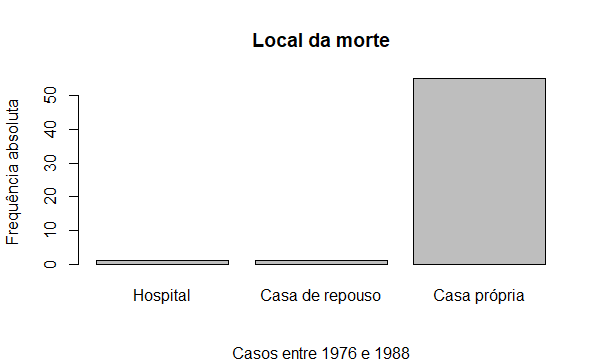 Local da morte
Frequência absoluta
50
40
30
20
10
0
Hospital
Casa de repouso
Casa própria
Casos entre 1976 e 1988